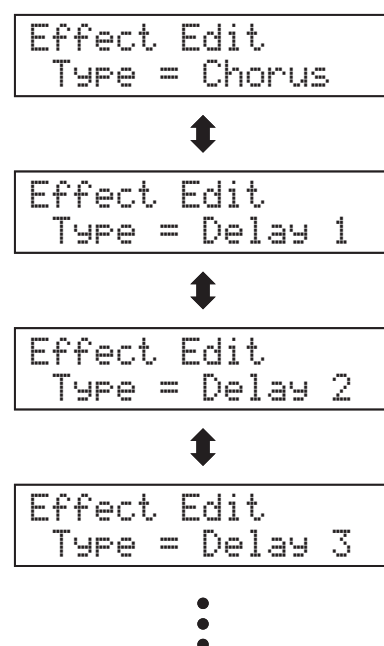 Effect Edit
Type = Chorus
Effect Edit
Type = Delay 1
Effect Edit
Type = Delay 2
Effect Edit
Type = Delay 3